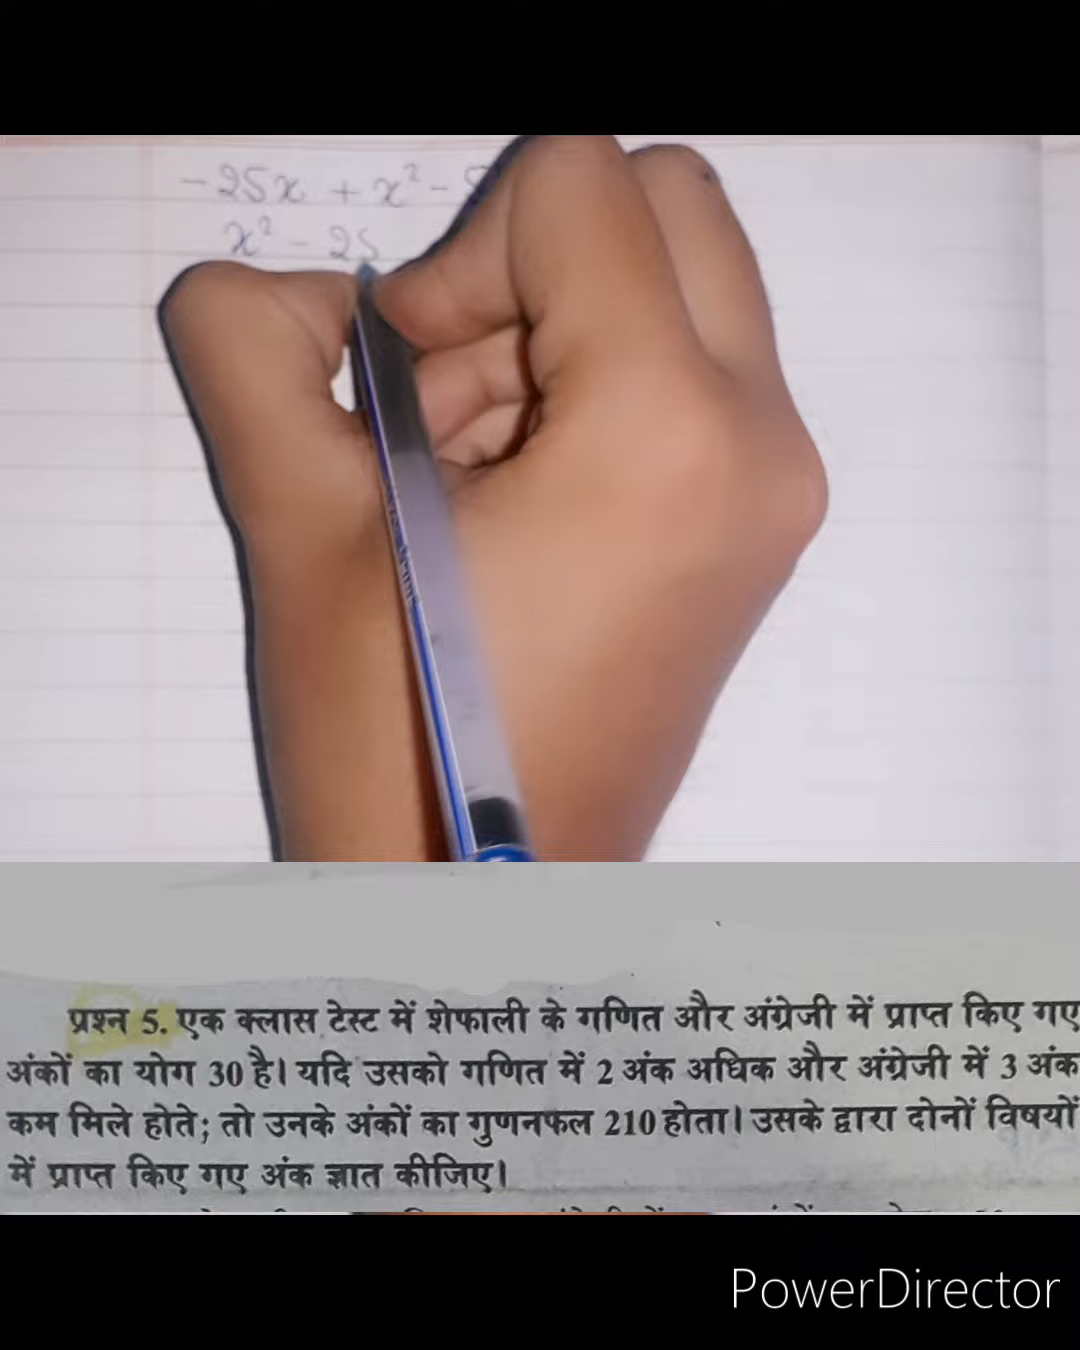 -25x + x² -
x² - 25
प्रश्न 5. एक क्लास टेस्ट में शेफाली के गणित और अंग्रेजी में प्राप्त किए गए
अंकों का योग 30 है। यदि उसको गणित में 2 अंक अधिक और अंग्रेजी में 3 अंक
कम मिले होते; तो उनके अंकों का गुणनफल 210 होता। उसके द्वारा दोनों विषयों
में प्राप्त किए गए अंक ज्ञात कीजिए।
PowerDirector